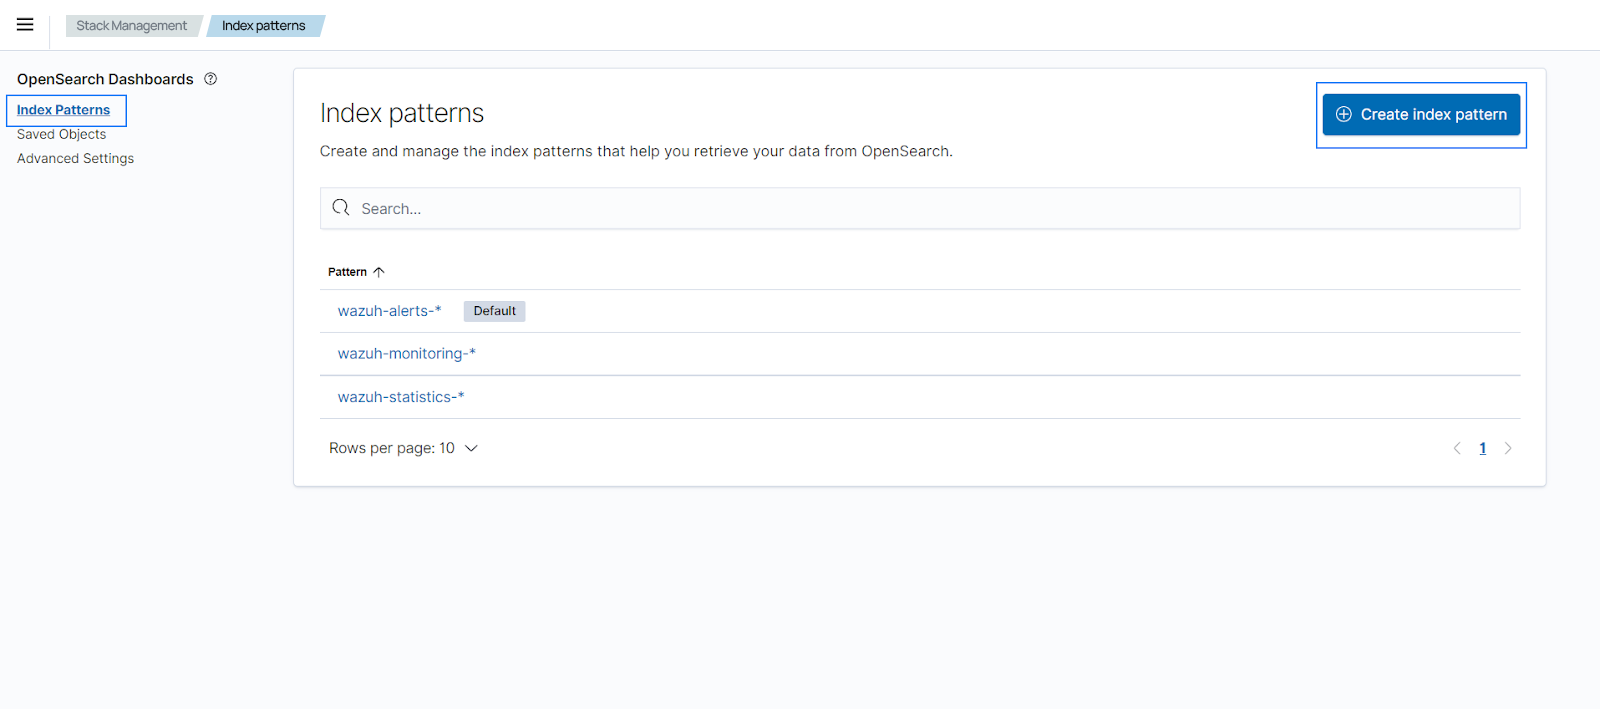 Stack Management
Index patterns
OpenSearch Dashboards
Index Patterns
Saved Objects
Advanced Settings
Index patterns
Create index pattern
Create and manage the index patterns that help you retrieve your data from OpenSearch.
Search...
Pattern
wazuh-alerts-* Default
wazuh-monitoring-*
wazuh-statistics-*
Rows per page: 10
1